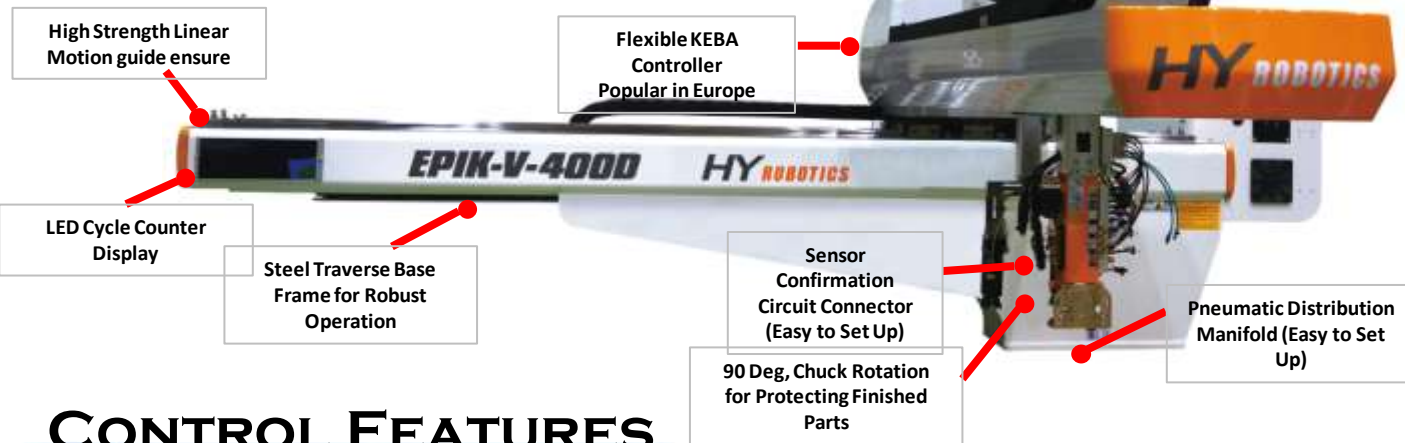 High Strength Linear
Motion guide ensure
Flexible KEBA
Controller
Popular in Europe
HY ROBOTICS
EPIK-V-400D HY ROBOTICS
LED Cycle Counter
Display
Steel Traverse Base
Frame for Robust
Operation
Sensor
Confirmation
Circuit Connector
(Easy to Set Up)
Pneumatic Distribution
Manifold (Easy to Set
Up)
90 Deg, Chuck Rotation
for Protecting Finished
Parts
CONTROL FEATURES